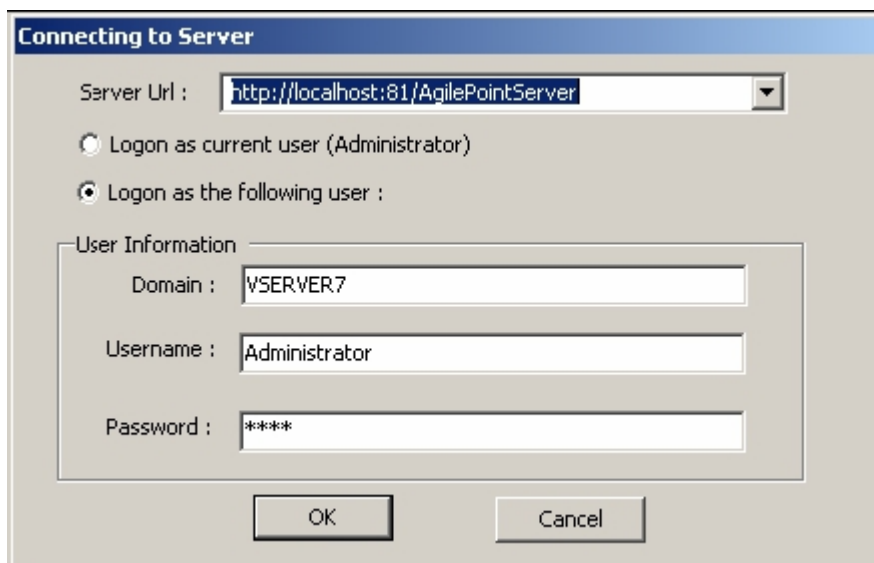 Connecting to Server
Server Url : http://localhost:81/AgilePointServer
Logon as current user (Administrator)
Logon as the following user :
User Information
Domain : VSERVER7
Username : Administrator
Password : ****
OK Cancel